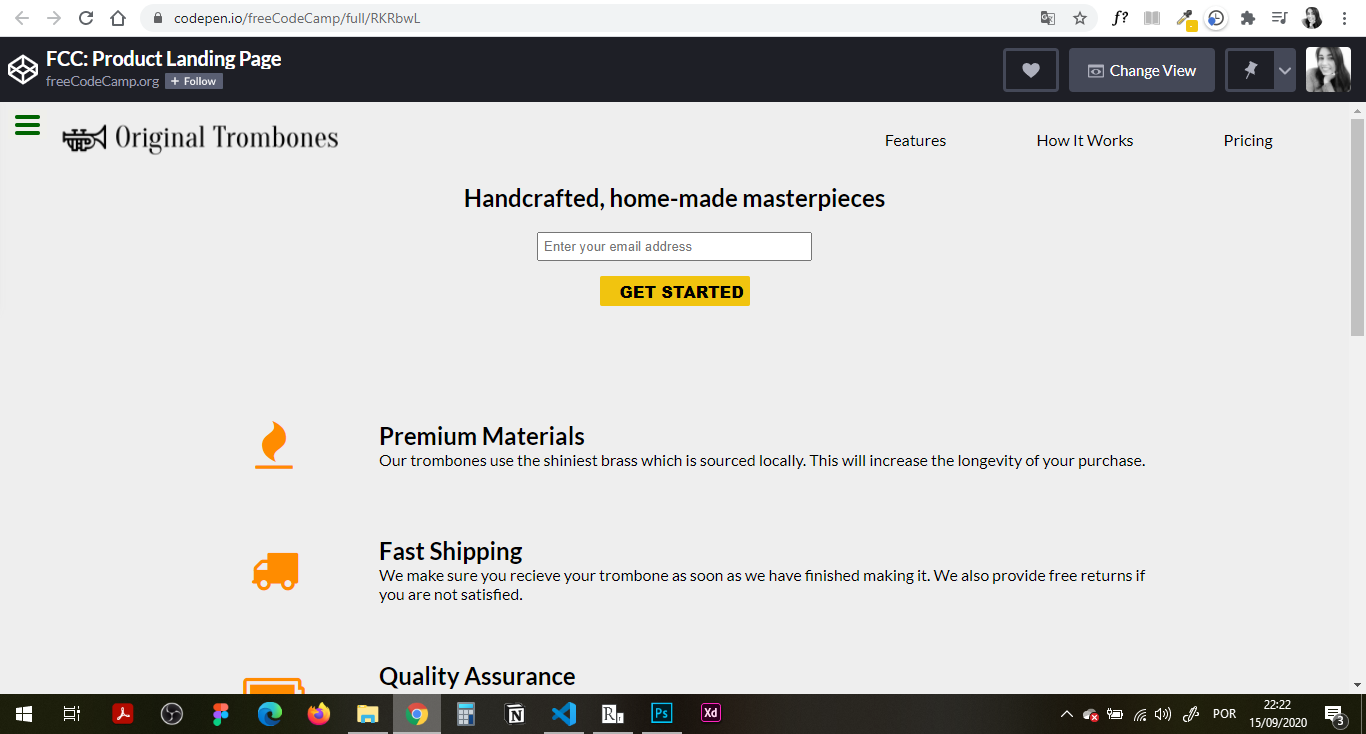 codepen.io/freeCodeCamp/full/RKRbwL
f?
FCC: Product Landing Page
freeCodeCamp.org + Follow
Change View
Original Trombones
Features How It Works Pricing
Handcrafted, home-made masterpieces
Enter your email address
GET STARTED
Premium Materials
Our trombones use the shiniest brass which is sourced locally. This will increase the longevity of your purchase.
Fast Shipping
We make sure you recieve your trombone as soon as we have finished making it. We also provide free returns if
you are not satisfied.
Quality Assurance
Ps
Xd
POR
22:22
15/09/2020
3